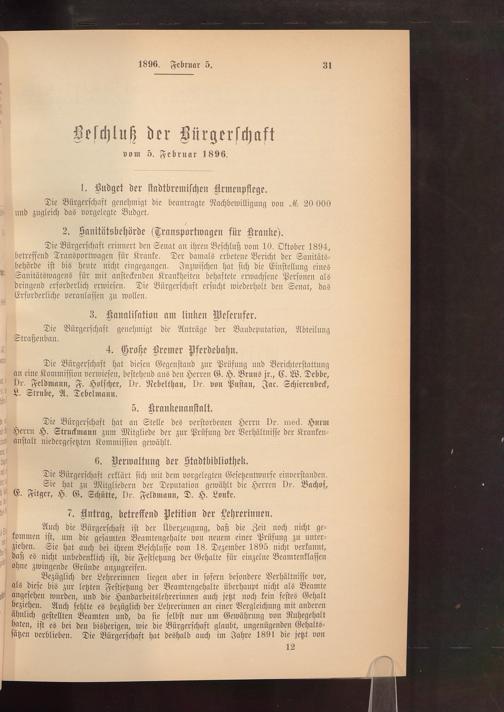 1896. Februar 5. 31
Beschluß der Bürgerschaft
vom 5. Februar 1896.
1. Budget der stadtbremischen Armenpflege.
Die Bürgerschaft genehmigt die beantragte Nachbewilligung von M. 20 000
und zugleich das vorgelegte Budget.
2. Sanitätsbehörde (Transportwagen für Kranke).
Die Bürgerschaft erinnert den Senat an ihren Beschluß vom 10. Oktober 1894,
betreffend Transportwagen für Kranke. Der damals erbetene Bericht der Sanitäts-
behörde ist bis heute nicht eingegangen. Inzwischen hat sich die Einstellung eines
Sanitätswagens für mit ansteckenden Krankheiten behaftete erwachsene Personen als
dringend erforderlich erwiesen. Die Bürgerschaft ersucht wiederholt den Senat, das
Erforderliche veranlassen zu wollen.
3. Kanalisation am linken Weserufer.
Die Bürgerschaft genehmigt die Anträge der Baudeputation, Abteilung
Straßenbau.
4. Große Bremer Pferdebahn.
Die Bürgerschaft hat diesen Gegenstand zur Prüfung und Berichterstattung
an eine Kommission verwiesen, bestehend aus den Herren G. H. Bruns jr., C. W. Debbe,
Dr. Feldmann, F. Holscher, Dr. Nebelthau, Dr. von Pustau, Jac. Schierenbeck,
L. Strube, A. Tebelmann.
5. Krankenanstalt.
Die Bürgerschaft hat an Stelle des verstorbenen Herrn Dr. med. Hurm
Herrn H. Struckmann zum Mitgliede der zur Prüfung der Verhältnisse der Kranken-
anstalt niedergesetzten Kommission gewählt.
6. Verwaltung der Stadtbibliothek.
Die Bürgerschaft erklärt sich mit dem vorgelegten Gesetzentwurfe einverstanden.
Sie hat zu Mitgliedern der Deputation gewählt die Herren Dr. Bachof,
E. Fitger, H. G. Schütte, Dr. Feldmann, D. H. Lonke.
7. Antrag, betreffend Petition der Lehrerinnen.
Auch die Bürgerschaft ist der Überzeugung, daß die Zeit noch nicht ge-
kommen ist, um die gesamten Beamtengehalte von neuem einer Prüfung zu unter-
ziehen. Sie hat auch bei ihrem Beschlusse vom 18. Dezember 1895 nicht verkannt,
daß es nicht unbedenklich ist, die Festsetzung der Gehalte für einzelne Beamtenklassen
ohne zwingende Gründe anzugreifen.
Bezüglich der Lehrerinnen liegen aber in sofern besondere Verhältnisse vor,
als diese bis zur letzten Festsetzung der Beamtengehalte überhaupt nicht als Beamte
angesehen wurden, und die Handarbeitslehrerinnen auch jetzt noch kein festes Gehalt
beziehen. Auch fehlte es bezüglich der Lehrerinnen an einer Vergleichung mit anderen
ähnlich gestellten Beamten und, da sie selbst nur um Gewährung von Ruhegehalt
baten, ist es bei den bisherigen, wie die Bürgerschaft glaubt, ungenügenden Gehalts-
sätzen verblieben. Die Bürgerschaft hat deshalb auch im Jahre 1891 die jetzt von
12